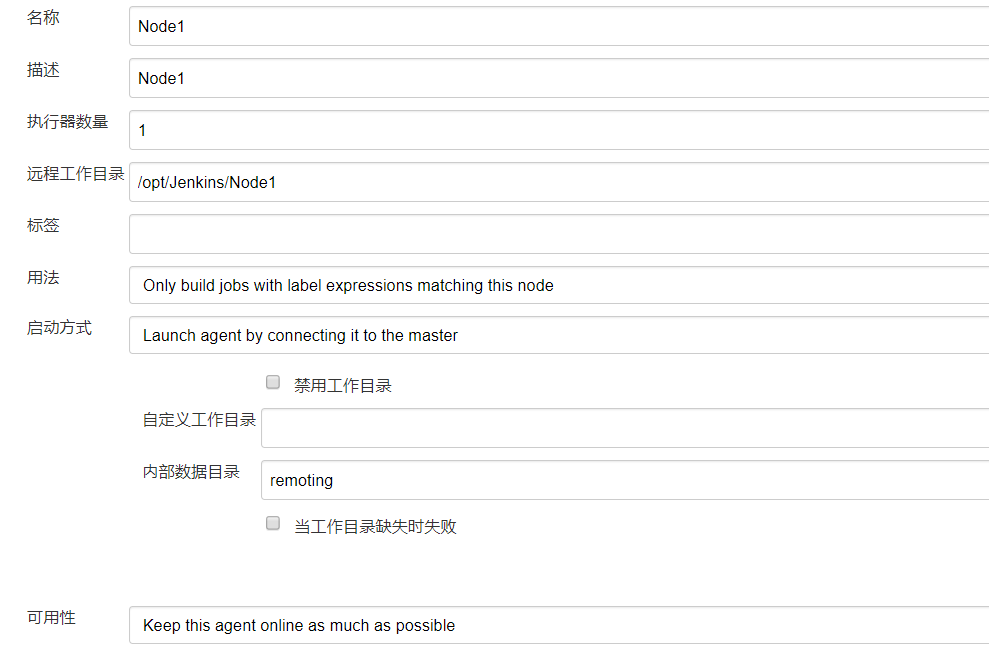 名称
Node1
描述
Node1
执行器数量
1
远程工作目录
/opt/Jenkins/Node1
标签
用法
Only build jobs with label expressions matching this node
启动方式
Launch agent by connecting it to the master
禁用工作目录
自定义工作目录
内部数据目录
remoting
当工作目录缺失时失败
可用性
Keep this agent online as much as possible